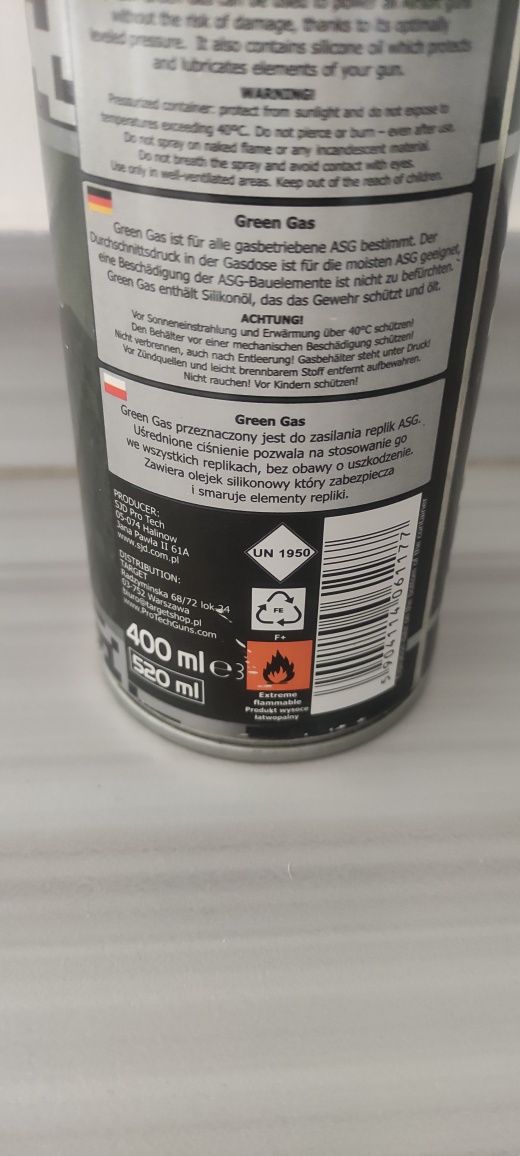 without the risk of damage, thanks to its optimally
leveled pressure. It also contains silicone oil which protects
and lubricates elements of your gun.
WARNING!
Pressurized container: protect from sunlight and do not expose to
temperatures exceeding 40°C. Do not pierce or burn – even after use.
Do not spray on naked flame or any incandescent material.
Do not breath the spray and avoid contact with eyes.
Use only in well-ventilated areas. Keep out of the reach of children.
Green Gas
Green Gas ist für alle gasbetriebene ASG bestimmt. Der
Durchschnittsdruck in der Gasdose ist für die moisten ASG geeignet,
eine Beschädigung der ASG-Bauelemente ist nicht zu befürchten.
Green Gas enthält Silikonöl, das das Gewehr schützt und ölt.
ACHTUNG!
Vor Sonneneinstrahlung und Erwärmung über 40°C schützen!
Den Behälter vor einer mechanischen Beschädigung schützen!
Nicht verbrennen, auch nach Entleerung! Gasbehälter steht unter Druck!
Vor Zündquellen und leicht brennbarem Stoff entfernt aufbewahren.
Nicht rauchen! Vor Kindern schützen!
Green Gas
Green Gas przeznaczony jest do zasilania replik ASG.
Uśrednione ciśnienie pozwala na stosowanie go
we wszystkich replikach, bez obawy o uszkodzenie.
Zawiera olejek silikonowy który zabezpiecza
i smaruje elementy repliki.
PRODUCER:
SJD Pro Tech
05-074 Halinow
Jana Pawła II 61A
www.sjd.com.pl
DISTRIBUTION:
TARGET
Radzyminska 68/72 lok 24
03-752 Warszawa
biuro@targetshop.pl
www.ProTechGuns.com
400 ml e 3
520 ml
UN 1950
FE
F+
Extreme
flammable
Produkt wysoce
łatwopalny
5 904114 061177
bottom of the container